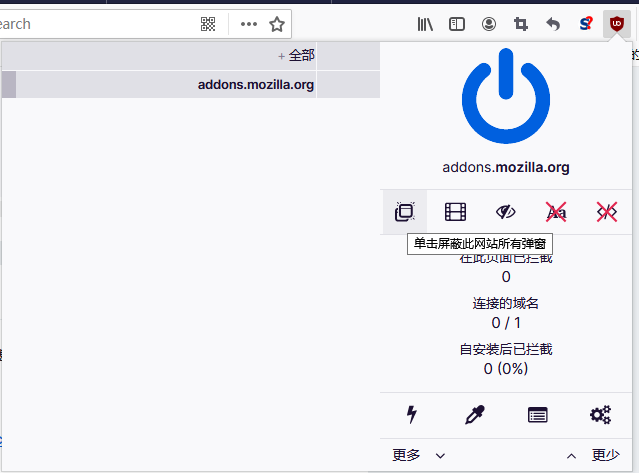 earch
+ 全部
addons.mozilla.org
addons.mozilla.org
Aa
</>
单击屏蔽此网站所有弹窗
在此页面已拦截
0
连接的域名
0 / 1
自安装后已拦截
0 (0%)
更多
更少